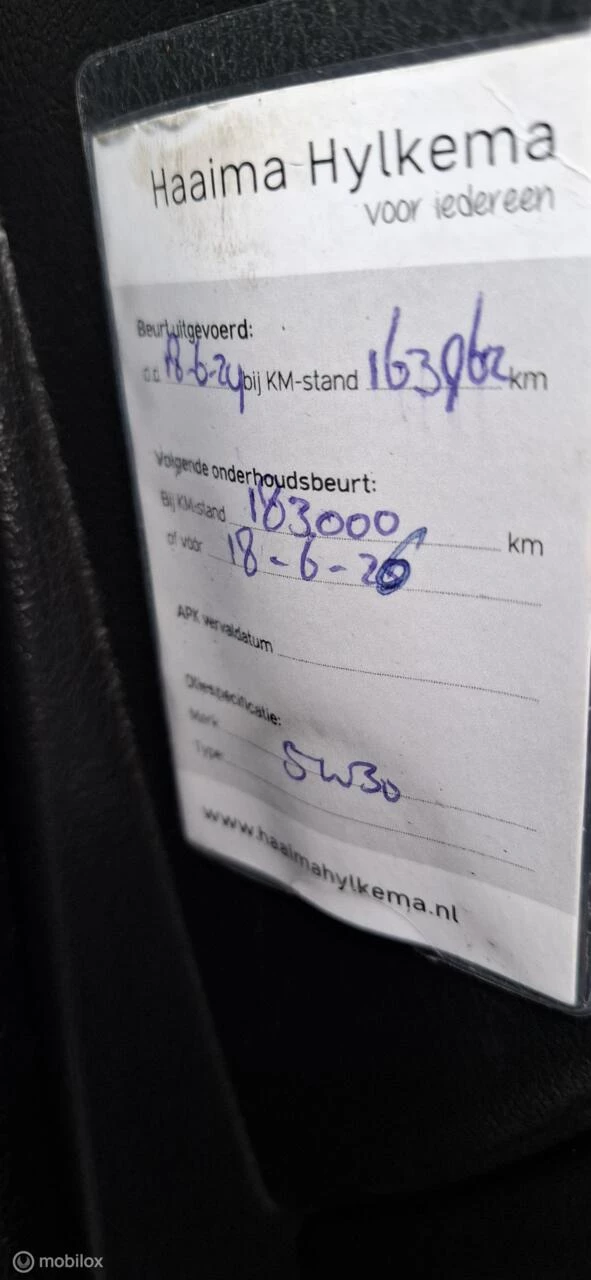 Haaima Hylkema
voor iedereen
Beurt uitgevoerd:
d.d. 18-6-24 bij KM-stand 163962 km
Volgende onderhoudsbeurt:
Bij KM-stand 183000 km
of vóór 18-6-26
APK vervaldatum
Oliespecificatie:
Merk
Type 5W30
www.haaimahylkema.nl
mobilox